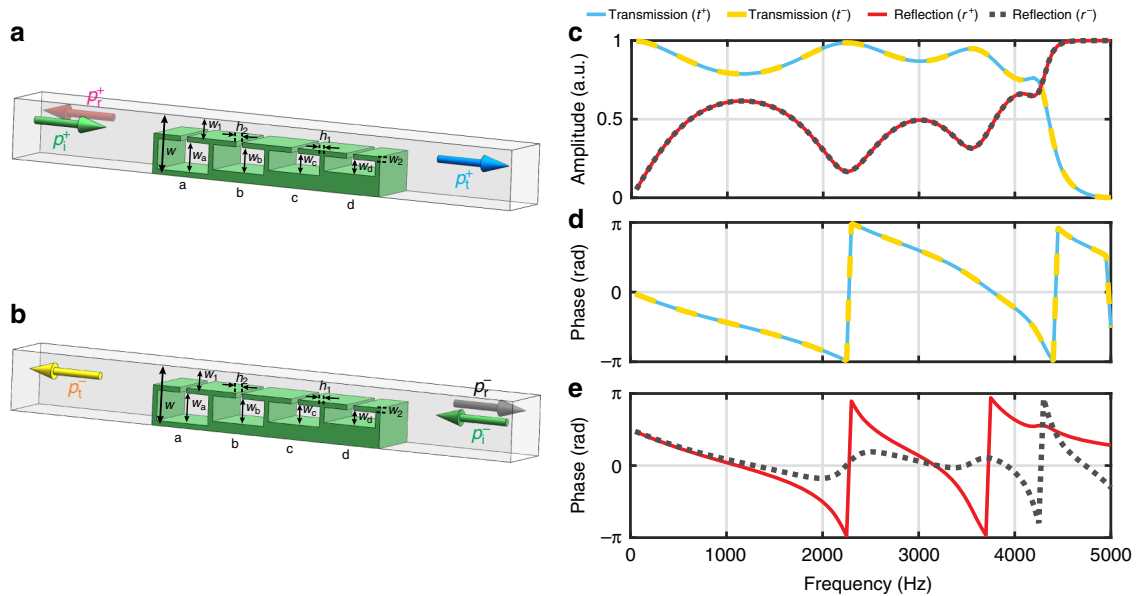 Transmission (t⁺) Transmission (t⁻) Reflection (r⁺) Reflection (r⁻)
a
p_r^+
p_i^+
p_t^+
w
w_1
w_a
h_2
w_b
h_1
w_c
w_d
w_2
a b c d
b
p_t^-
p_r^-
p_i^-
w
w_1
w_a
h_2
w_b
h_1
w_c
w_d
w_2
a b c d
c
Amplitude (a.u.)
1
0.5
0
1
d
Phase (rad)
π
0
−π
e
Phase (rad)
π
0
−π
0 1000 2000 3000 4000 5000
Frequency (Hz)